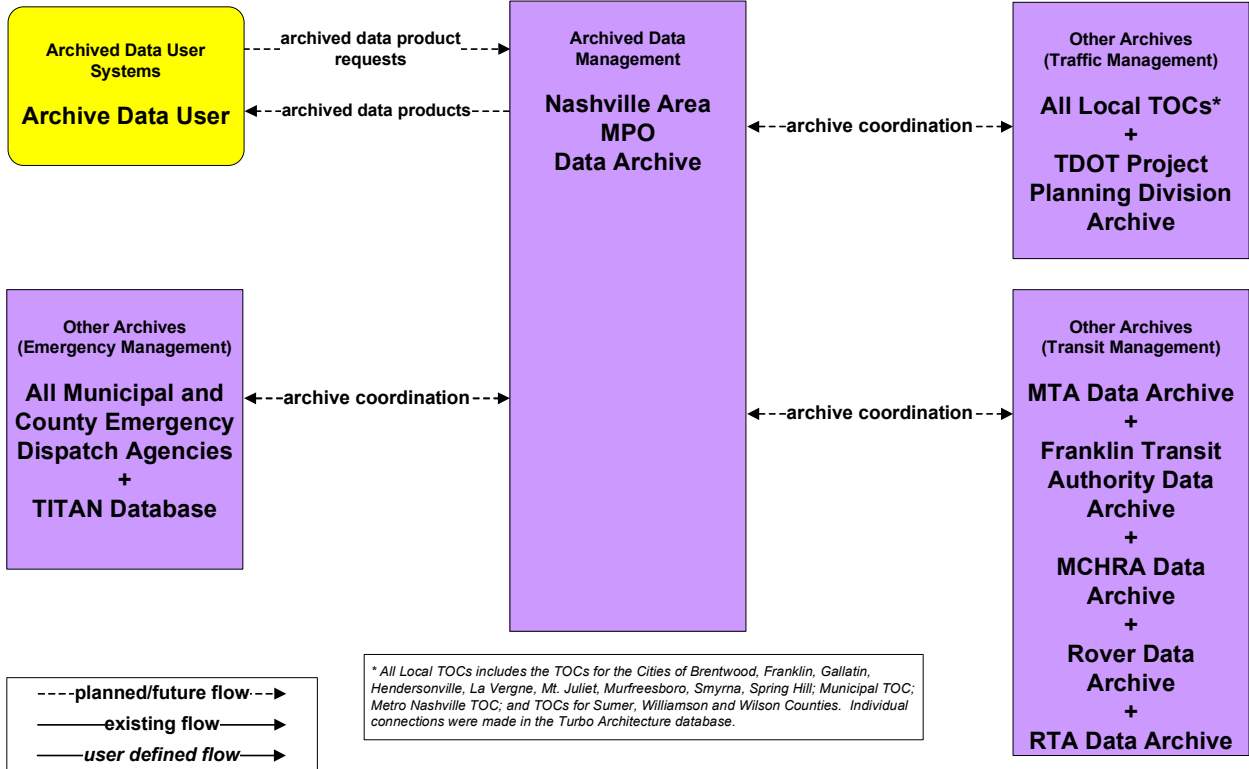 Archived Data User
Systems
Archive Data User
archived data product
requests
archived data products
Archived Data
Management
Nashville Area
MPO
Data Archive
archive coordination
Other Archives
(Traffic Management)
All Local TOCs*
+
TDOT Project
Planning Division
Archive
Other Archives
(Emergency Management)
All Municipal and
County Emergency
Dispatch Agencies
+
TITAN Database
archive coordination
archive coordination
Other Archives
(Transit Management)
MTA Data Archive
+
Franklin Transit
Authority Data
Archive
+
MCHRA Data
Archive
+
Rover Data
Archive
+
RTA Data Archive
planned/future flow
existing flow
user defined flow
* All Local TOCs includes the TOCs for the Cities of Brentwood, Franklin, Gallatin,
Hendersonville, La Vergne, Mt. Juliet, Murfreesboro, Smyrna, Spring Hill; Municipal TOC;
Metro Nashville TOC; and TOCs for Sumer, Williamson and Wilson Counties. Individual
connections were made in the Turbo Architecture database.